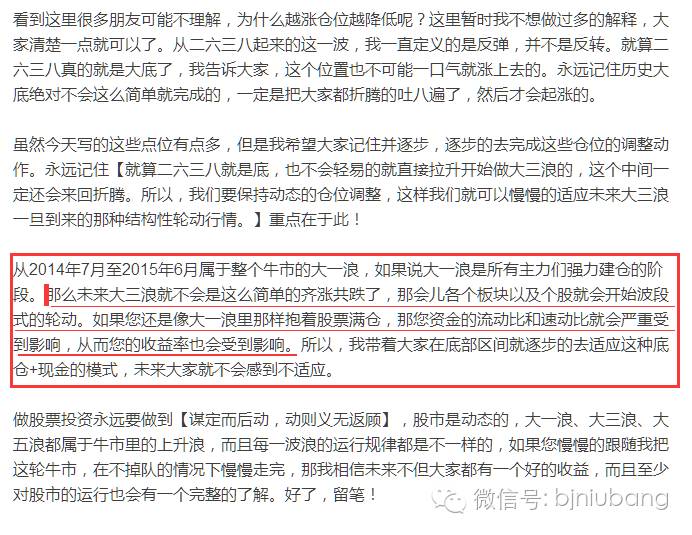 看到这里很多朋友可能不理解，为什么越涨仓位越降低呢？这里暂时我不想做过多的解释，大
家清楚一点就可以了。从二六三八起来的这一波，我一直定义的是反弹，并不是反转。就算二
六三八真的就是大底了，我告诉大家，这个位置也不可能一口气就涨上去的。永远记住历史大
底绝对不会这么简单就完成的，一定是把大家都折腾的吐八遍了，然后才会起涨的。
虽然今天写的这些点位有点多，但是我希望大家记住并逐步，逐步的去完成这些仓位的调整动
作。永远记住【就算二六三八就是底，也不会轻易的就直接拉升开始做大三浪的，这个中间一
定还会来回折腾。所以，我们要保持动态的仓位调整，这样我们就可以慢慢的适应未来大三浪
一旦到来的那种结构性轮动行情。】重点在于此！
从2014年7月至2015年6月属于整个牛市的大一浪，如果说大一浪是所有主力们强力建仓的阶
段。那么未来大三浪就不会是这么简单的齐涨共跌了，那会儿各个板块以及个股就会开始波段
式的轮动。如果您还是像大一浪里那样抱着股票满仓，那您资金的流动比和速动比就会严重受
到影响，从而您的收益率也会受到影响。所以，我带着大家在底部区间就逐步的去适应这种底
仓+现金的模式，未来大家就不会感到不适应。
做股票投资永远要做到【谋定而后动，动则义无返顾】，股市是动态的，大一浪、大三浪、大
五浪都属于牛市里的上升浪，而且每一波浪的运行规律都是不一样的，如果您慢慢的跟随我把
这轮牛市，在不掉队的情况下慢慢走完，那我相信未来不但大家都有一个好的收益，而且至少
对股市的运行也会有一个完整的了解。好了，留笔！
微信号: bjniubang